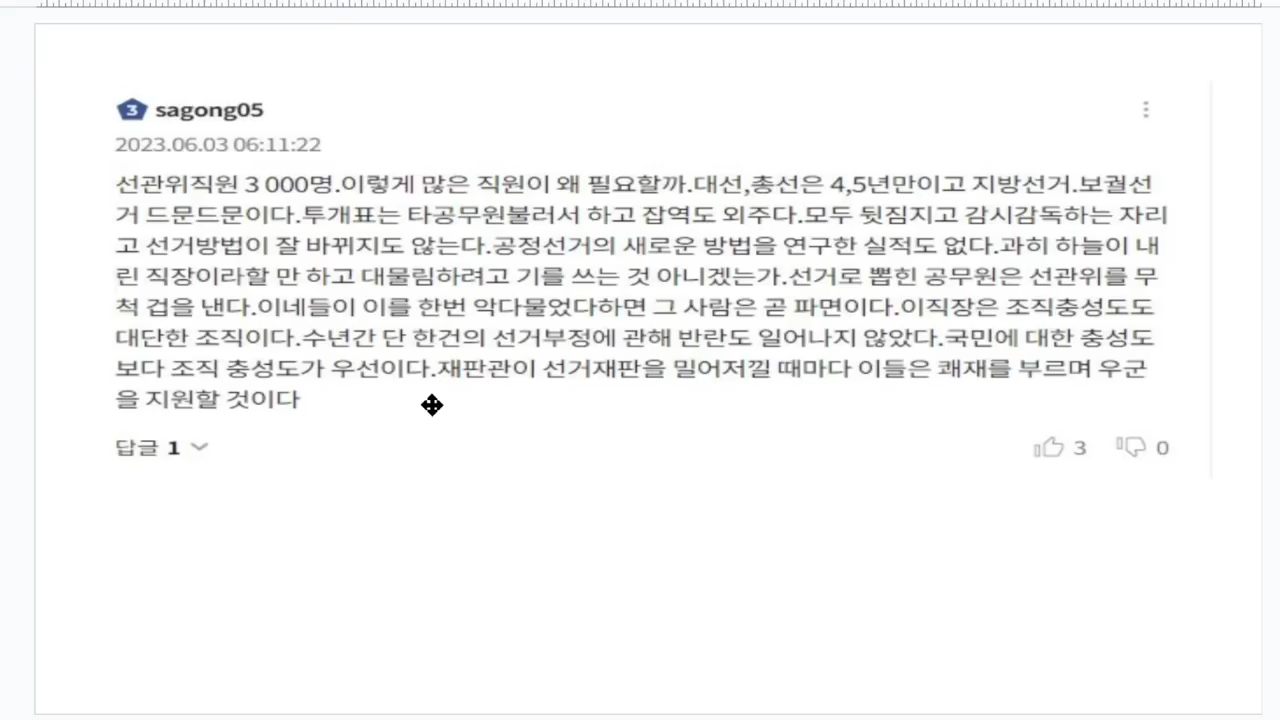 3 sagong05
2023.06.03 06:11:22
선관위직원 3 000명.이렇게 많은 직원이 왜 필요할까.대선,총선은 4,5년만이고 지방선거.보궐선
거 드문드문이다.투개표는 타공무원불러서 하고 잡역도 외주다.모두 뒷짐지고 감시감독하는 자리
고 선거방법이 잘 바뀌지도 않는다.공정선거의 새로운 방법을 연구한 실적도 없다.과히 하늘이 내
린 직장이라할 만 하고 대물림하려고 기를 쓰는 것 아니겠는가.선거로 뽑힌 공무원은 선관위를 무
척 겁을 낸다.이네들이 이를 한번 악다물었다하면 그 사람은 곧 파면이다.이직장은 조직충성도도
대단한 조직이다.수년간 단 한건의 선거부정에 관해 반란도 일어나지 않았다.국민에 대한 충성도
보다 조직 충성도가 우선이다.재판관이 선거재판을 밀어저낄 때마다 이들은 쾌재를 부르며 우군
을 지원할 것이다
답글 1
3 0